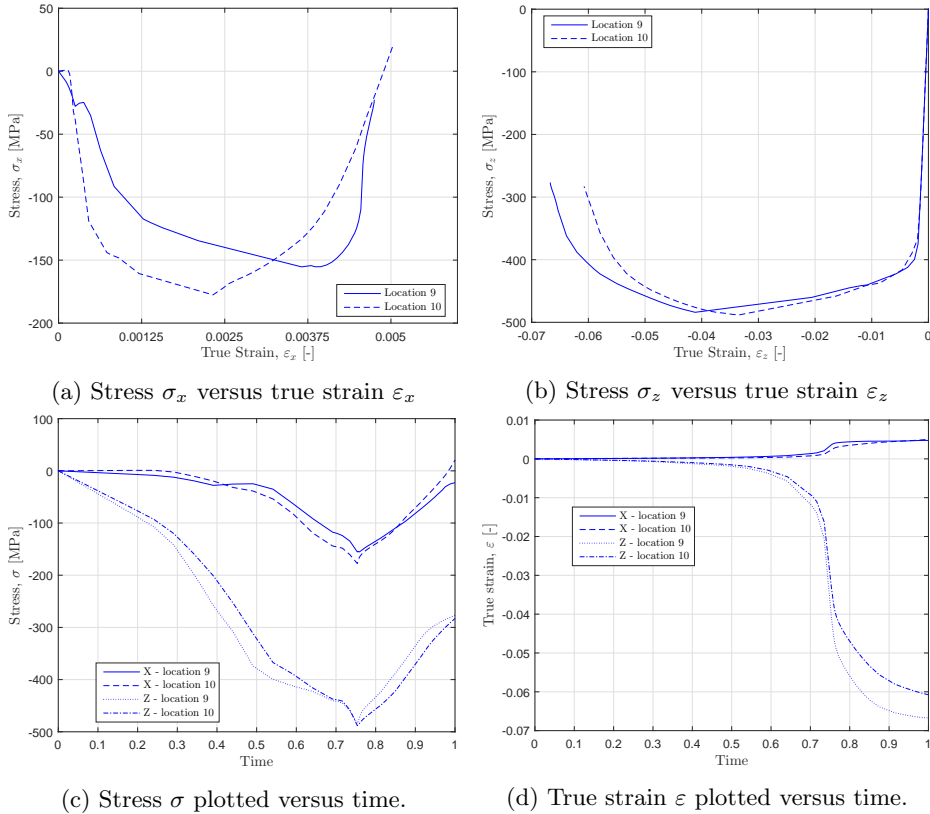 50
0
-50
-100
-150
-200
Stress, σx [MPa]
0
0.00125
0.0025
0.00375
0.005
True Strain, εx [-]
Location 9
Location 10
(a) Stress σx versus true strain εx
0
-100
-200
-300
-400
-500
Stress, σz [MPa]
-0.07
-0.06
-0.05
-0.04
-0.03
-0.02
-0.01
0
True Strain, εz [-]
Location 9
Location 10
(b) Stress σz versus true strain εz
100
0
-100
-200
-300
-400
-500
Stress, σ [MPa]
0
0.1
0.2
0.3
0.4
0.5
0.6
0.7
0.8
0.9
1
Time
X - location 9
X - location 10
Z - location 9
Z - location 10
(c) Stress σ plotted versus time.
0.01
0
-0.01
-0.02
-0.03
-0.04
-0.05
-0.06
-0.07
True strain, ε [-]
0
0.1
0.2
0.3
0.4
0.5
0.6
0.7
0.8
0.9
1
Time
X - location 9
X - location 10
Z - location 9
Z - location 10
(d) True strain ε plotted versus time.